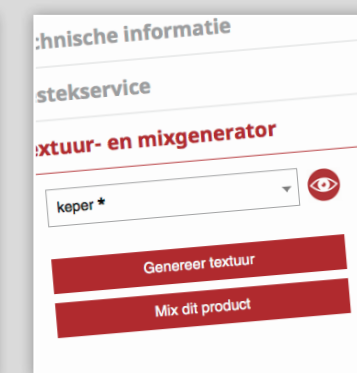 chnische informatie
stekservice
extuur- en mixgenerator
keper *
Genereer textuur
Mix dit product